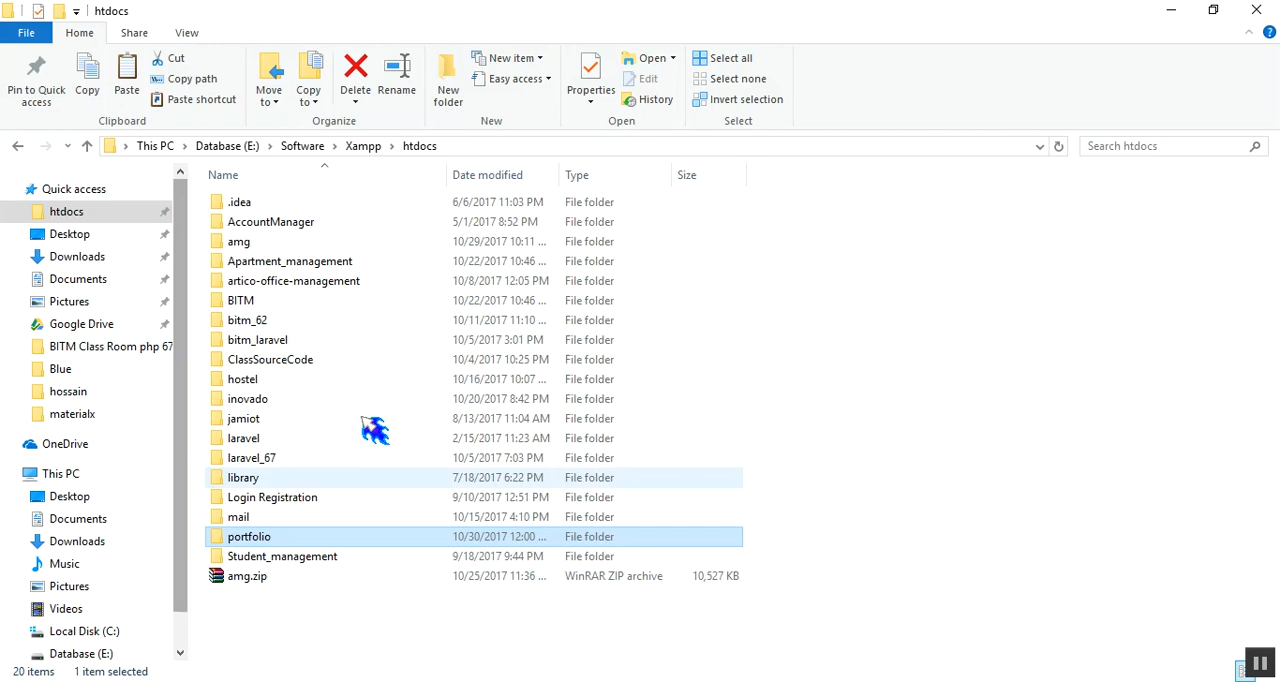 htdocs
File Home Share View
Pin to Quick access
Copy
Paste
Cut
Copy path
Paste shortcut
Clipboard
Move to
Copy to
Delete
Rename
Organize
New folder
New item
Easy access
New
Properties
Open
Edit
History
Open
Select all
Select none
Invert selection
Select
This PC > Database (E:) > Software > Xampp > htdocs
Search htdocs
Quick access
htdocs
Desktop
Downloads
Documents
Pictures
Google Drive
BITM Class Room php 67
Blue
hossain
materialx
OneDrive
This PC
Desktop
Documents
Downloads
Music
Pictures
Videos
Local Disk (C:)
Database (E:)
Name Date modified Type Size
.idea 6/6/2017 11:03 PM File folder
AccountManager 5/1/2017 8:52 PM File folder
amg 10/29/2017 10:11 ... File folder
Apartment_management 10/22/2017 10:46 ... File folder
artico-office-management 10/8/2017 12:05 PM File folder
BITM 10/22/2017 10:46 ... File folder
bitm_62 10/11/2017 11:10 ... File folder
bitm_laravel 10/5/2017 3:01 PM File folder
ClassSourceCode 10/4/2017 10:25 PM File folder
hostel 10/16/2017 10:07 ... File folder
inovado 10/20/2017 8:42 PM File folder
jamiot 8/13/2017 11:04 AM File folder
laravel 2/15/2017 11:23 AM File folder
laravel_67 10/5/2017 7:03 PM File folder
library 7/18/2017 6:22 PM File folder
Login Registration 9/10/2017 12:51 PM File folder
mail 10/15/2017 4:10 PM File folder
portfolio 10/30/2017 12:00 ... File folder
Student_management 9/18/2017 9:44 PM File folder
amg.zip 10/25/2017 11:36 ... WinRAR ZIP archive 10,527 KB
20 items 1 item selected